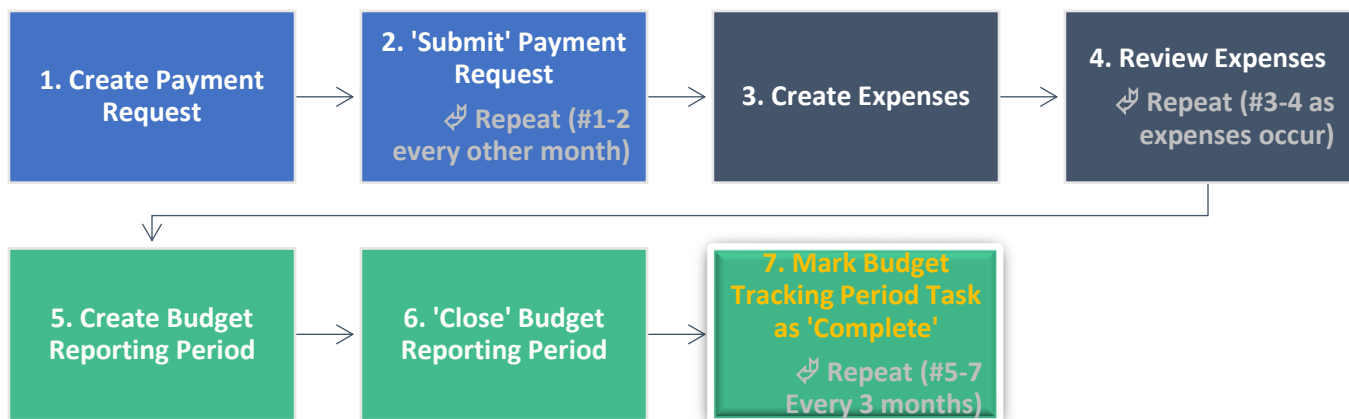 1. Create Payment
Request
2. 'Submit' Payment
Request
Repeat (#1-2
every other month)
3. Create Expenses
4. Review Expenses
Repeat (#3-4 as
expenses occur)
5. Create Budget
Reporting Period
6. 'Close' Budget
Reporting Period
7. Mark Budget
Tracking Period Task
as 'Complete'
Repeat (#5-7
Every 3 months)